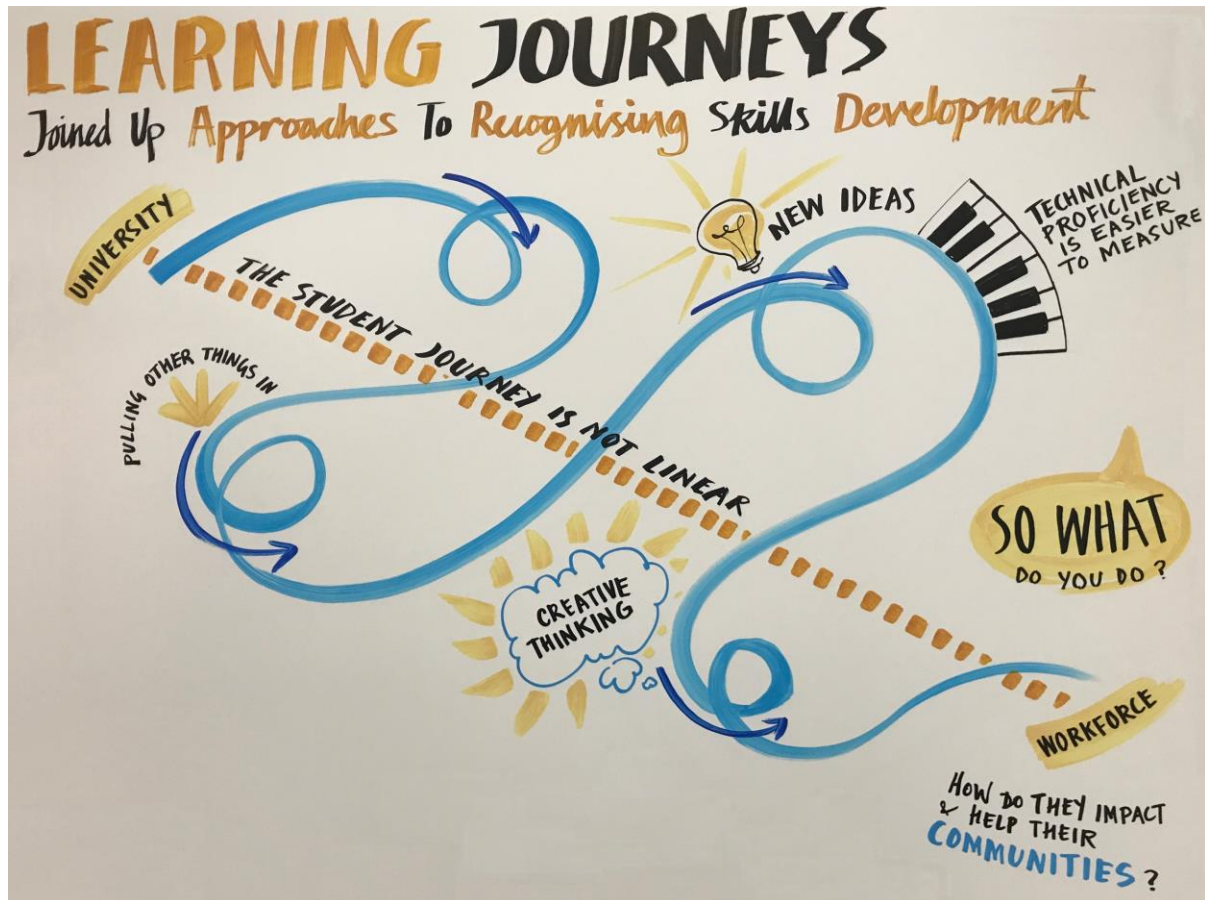 LEARNING JOURNEYS
Joined Up Approaches To Recognising Skills Development
UNIVERSITY
THE STUDENT JOURNEY IS NOT LINEAR
NEW IDEAS
TECHNICAL
PROFICIENCY
IS EASIER
TO MEASURE
PULLING OTHER THINGS IN
CREATIVE
THINKING
SO WHAT
DO YOU DO?
WORKFORCE
HOW DO THEY IMPACT
& HELP THEIR
COMMUNITIES?